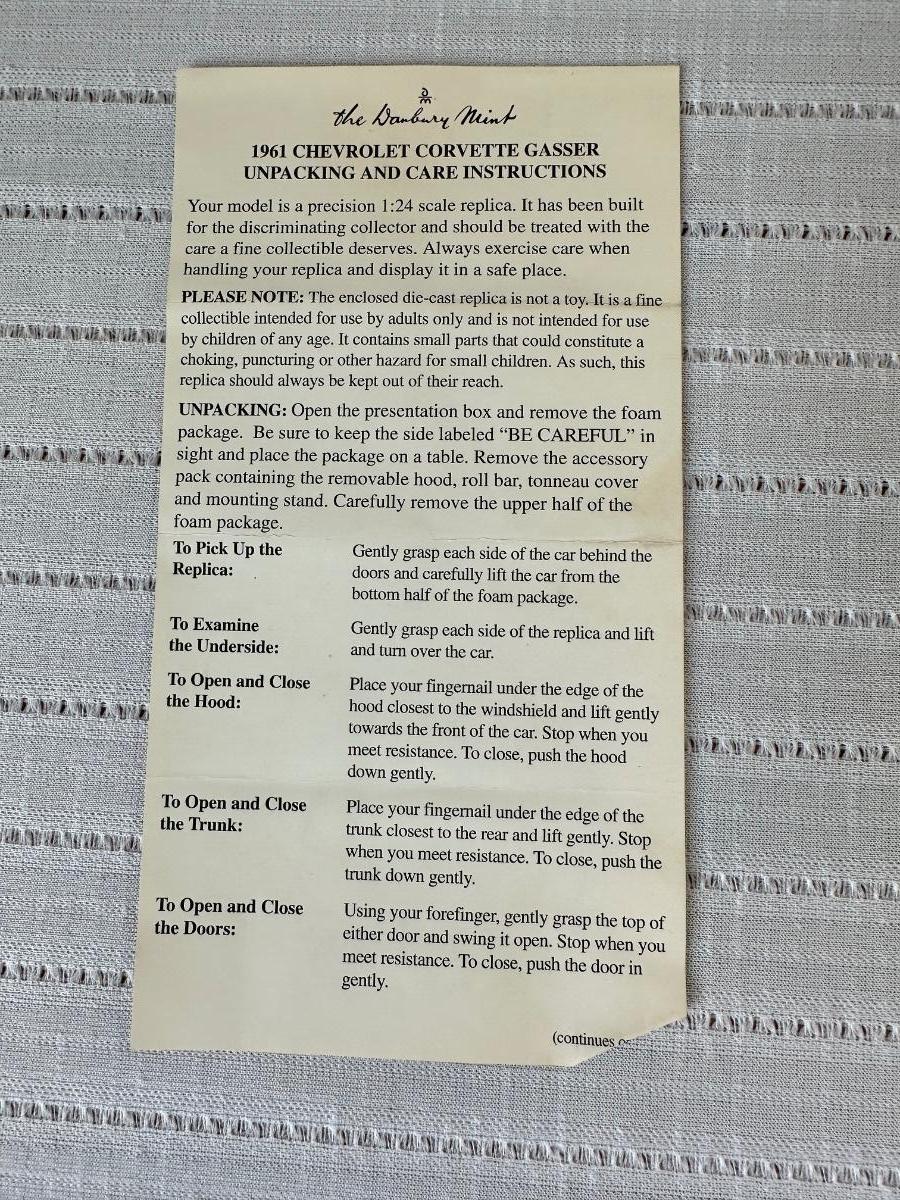 the Danbury Mint
1961 CHEVROLET CORVETTE GASSER
UNPACKING AND CARE INSTRUCTIONS
Your model is a precision 1:24 scale replica. It has been built
for the discriminating collector and should be treated with the
care a fine collectible deserves. Always exercise care when
handling your replica and display it in a safe place.
PLEASE NOTE: The enclosed die-cast replica is not a toy. It is a fine
collectible intended for use by adults only and is not intended for use
by children of any age. It contains small parts that could constitute a
choking, puncturing or other hazard for small children. As such, this
replica should always be kept out of their reach.
UNPACKING: Open the presentation box and remove the foam
package. Be sure to keep the side labeled “BE CAREFUL” in
sight and place the package on a table. Remove the accessory
pack containing the removable hood, roll bar, tonneau cover
and mounting stand. Carefully remove the upper half of the
foam package.
To Pick Up the
Replica:
Gently grasp each side of the car behind the
doors and carefully lift the car from the
bottom half of the foam package.
To Examine
the Underside:
Gently grasp each side of the replica and lift
and turn over the car.
To Open and Close
the Hood:
Place your fingernail under the edge of the
hood closest to the windshield and lift gently
towards the front of the car. Stop when you
meet resistance. To close, push the hood
down gently.
To Open and Close
the Trunk:
Place your fingernail under the edge of the
trunk closest to the rear and lift gently. Stop
when you meet resistance. To close, push the
trunk down gently.
To Open and Close
the Doors:
Using your forefinger, gently grasp the top of
either door and swing it open. Stop when you
meet resistance. To close, push the door in
gently.
(continues